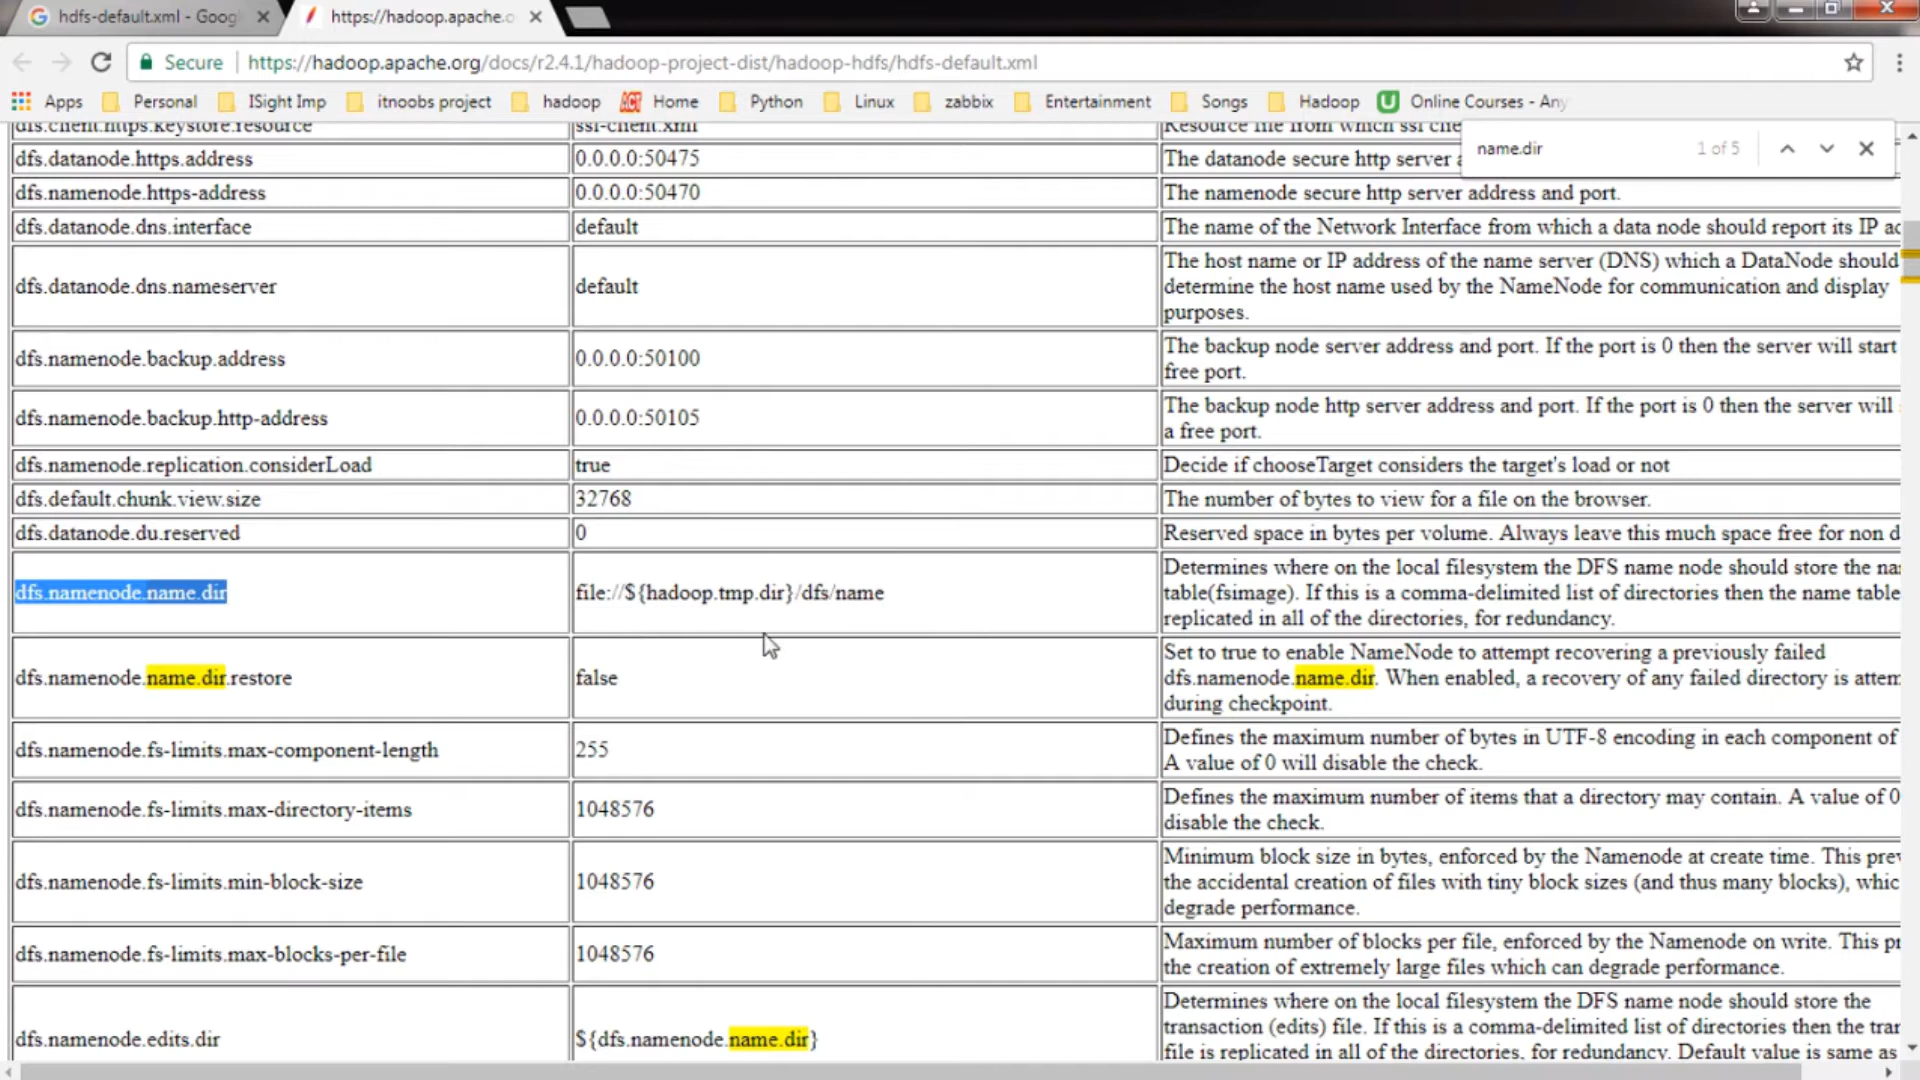 hdfs-default.xml - Goog
https://hadoop.apache.o
Secure
https://hadoop.apache.org/docs/r2.4.1/hadoop-project-dist/hadoop-hdfs/hdfs-default.xml
Apps Personal ISight Imp itnoobs project hadoop ACT Home Python Linux zabbix Entertainment Songs Hadoop U Online Courses - Any
name.dir 1 of 5
dfs.client.https.keystore.resource ssl-client.xml Resource file from which ssl clie
dfs.datanode.https.address 0.0.0.0:50475 The datanode secure http server a
dfs.namenode.https-address 0.0.0.0:50470 The namenode secure http server address and port.
dfs.datanode.dns.interface default The name of the Network Interface from which a data node should report its IP ad
dfs.datanode.dns.nameserver default The host name or IP address of the name server (DNS) which a DataNode should
determine the host name used by the NameNode for communication and display
purposes.
dfs.namenode.backup.address 0.0.0.0:50100 The backup node server address and port. If the port is 0 then the server will start
free port.
dfs.namenode.backup.http-address 0.0.0.0:50105 The backup node http server address and port. If the port is 0 then the server will
a free port.
dfs.namenode.replication.considerLoad true Decide if chooseTarget considers the target's load or not
dfs.default.chunk.view.size 32768 The number of bytes to view for a file on the browser.
dfs.datanode.du.reserved 0 Reserved space in bytes per volume. Always leave this much space free for non d
dfs.namenode.name.dir file://${hadoop.tmp.dir}/dfs/name Determines where on the local filesystem the DFS name node should store the na
table(fsimage). If this is a comma-delimited list of directories then the name table
replicated in all of the directories, for redundancy.
dfs.namenode.name.dir.restore false Set to true to enable NameNode to attempt recovering a previously failed
dfs.namenode.name.dir. When enabled, a recovery of any failed directory is attem
during checkpoint.
dfs.namenode.fs-limits.max-component-length 255 Defines the maximum number of bytes in UTF-8 encoding in each component of
A value of 0 will disable the check.
dfs.namenode.fs-limits.max-directory-items 1048576 Defines the maximum number of items that a directory may contain. A value of 0
disable the check.
dfs.namenode.fs-limits.min-block-size 1048576 Minimum block size in bytes, enforced by the Namenode at create time. This prev
the accidental creation of files with tiny block sizes (and thus many blocks), whic
degrade performance.
dfs.namenode.fs-limits.max-blocks-per-file 1048576 Maximum number of blocks per file, enforced by the Namenode on write. This pr
the creation of extremely large files which can degrade performance.
dfs.namenode.edits.dir ${dfs.namenode.name.dir} Determines where on the local filesystem the DFS name node should store the
transaction (edits) file. If this is a comma-delimited list of directories then the tran
file is replicated in all of the directories, for redundancy. Default value is same as